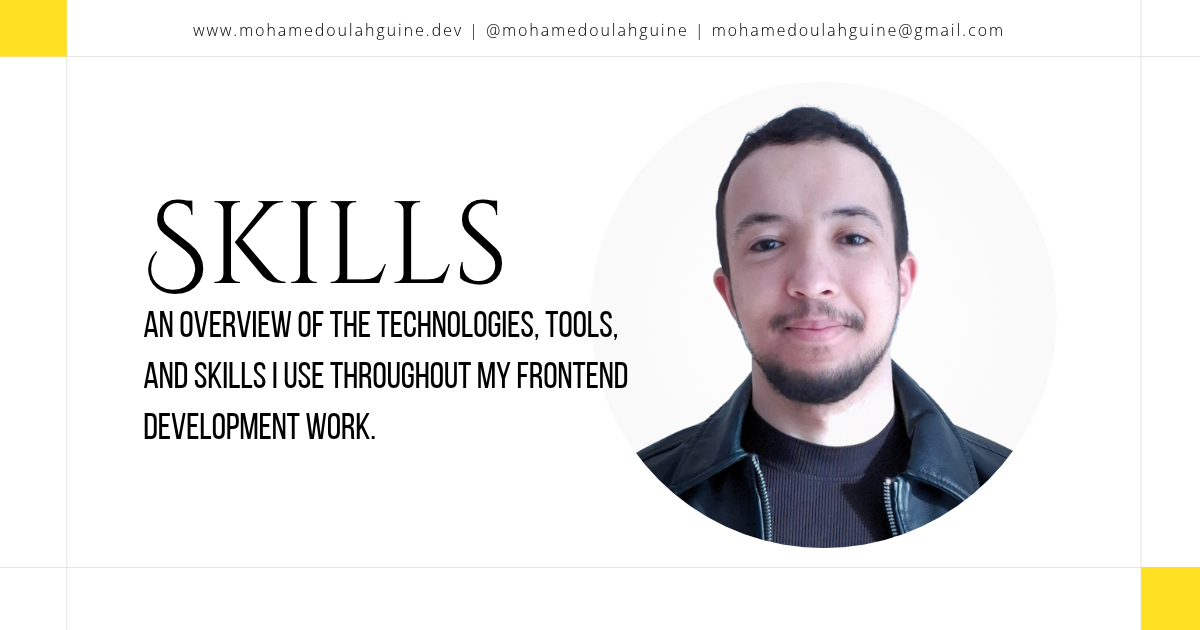 www.mohamedoulahguine.dev | @mohamedoulahguine | mohamedoulahguine@gmail.com
SKILLS
AN OVERVIEW OF THE TECHNOLOGIES, TOOLS,
AND SKILLS I USE THROUGHOUT MY FRONTEND
DEVELOPMENT WORK.